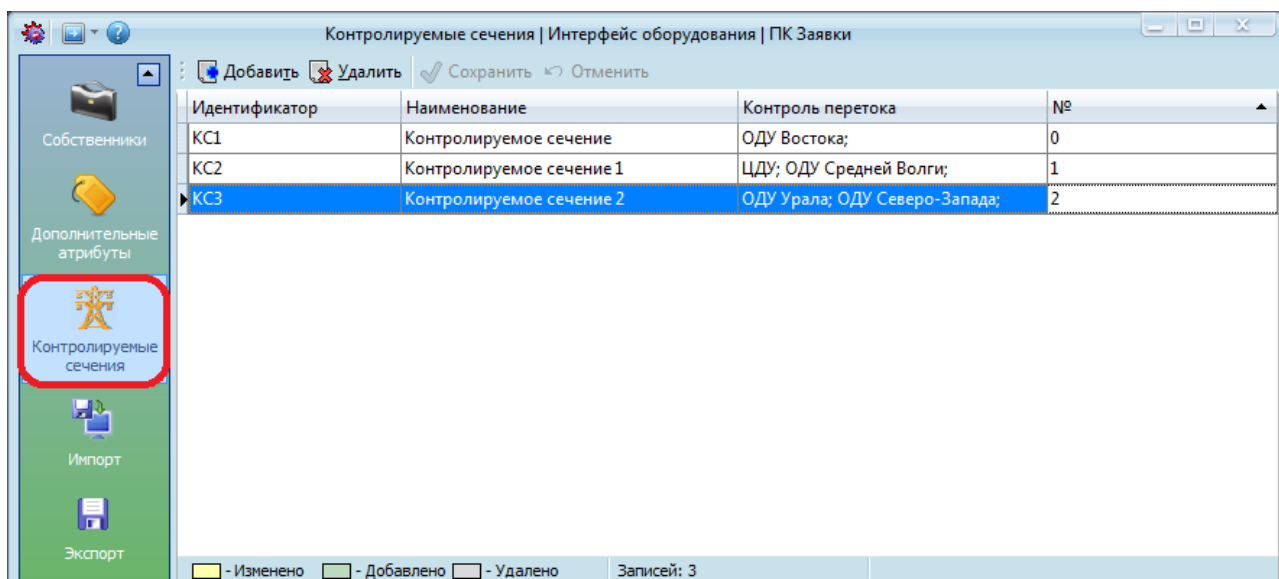 Контролируемые сечения | Интерфейс оборудования | ПК Заявки
Добавить Удалить Сохранить Отменить
Собственники
Дополнительные
атрибуты
Контролируемые
сечения
Импорт
Экспорт
Идентификатор Наименование Контроль перетока №
КС1 Контролируемое сечение ОДУ Востока; 0
КС2 Контролируемое сечение 1 ЦДУ; ОДУ Средней Волги; 1
КС3 Контролируемое сечение 2 ОДУ Урала; ОДУ Северо-Запада; 2
- Изменено - Добавлено - Удалено Записей: 3